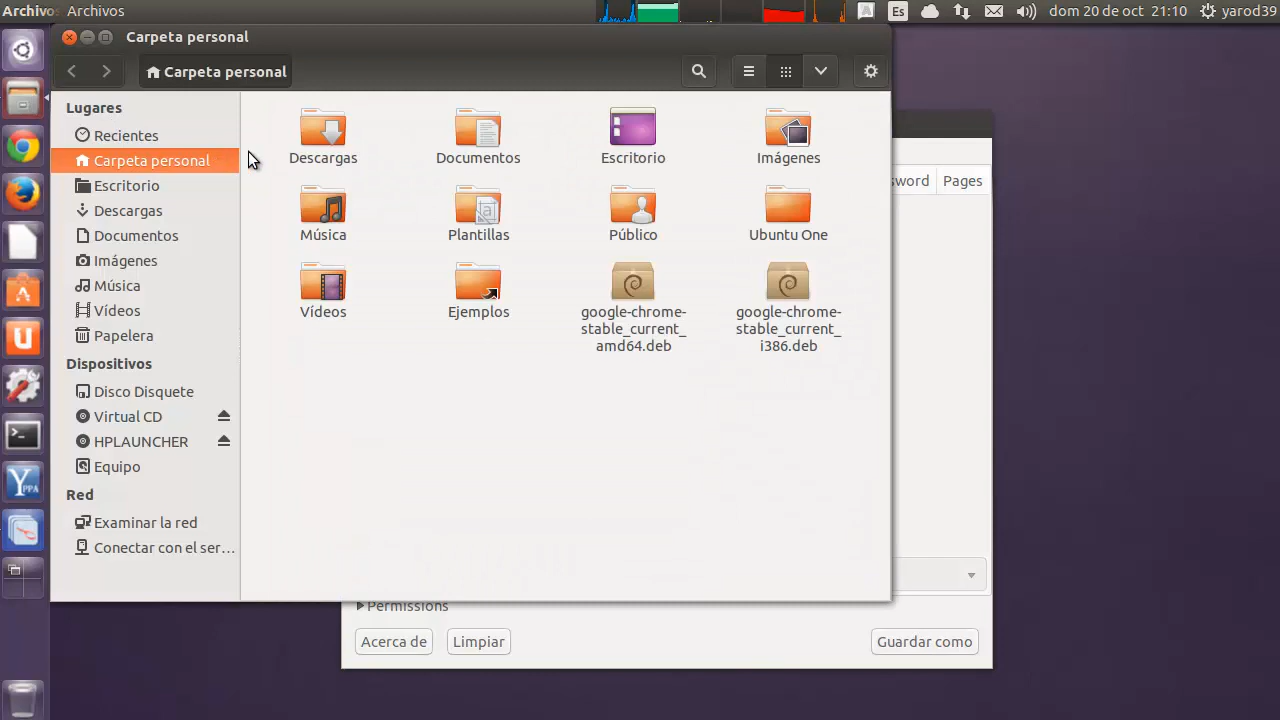 Archivos Archivos
Es
dom 20 de oct 21:10
yarod39
Carpeta personal
Carpeta personal
Lugares
Recientes
Carpeta personal
Escritorio
Descargas
Documentos
Imágenes
Música
Vídeos
Papelera
Dispositivos
Disco Disquete
Virtual CD
HPLAUNCHER
Equipo
Red
Examinar la red
Conectar con el ser...
Descargas
Documentos
Escritorio
Imágenes
Música
Plantillas
Público
Ubuntu One
Vídeos
Ejemplos
google-chrome-
stable_current_
amd64.deb
google-chrome-
stable_current_
i386.deb
sword
Pages
Permissions
Acerca de
Limpiar
Guardar como